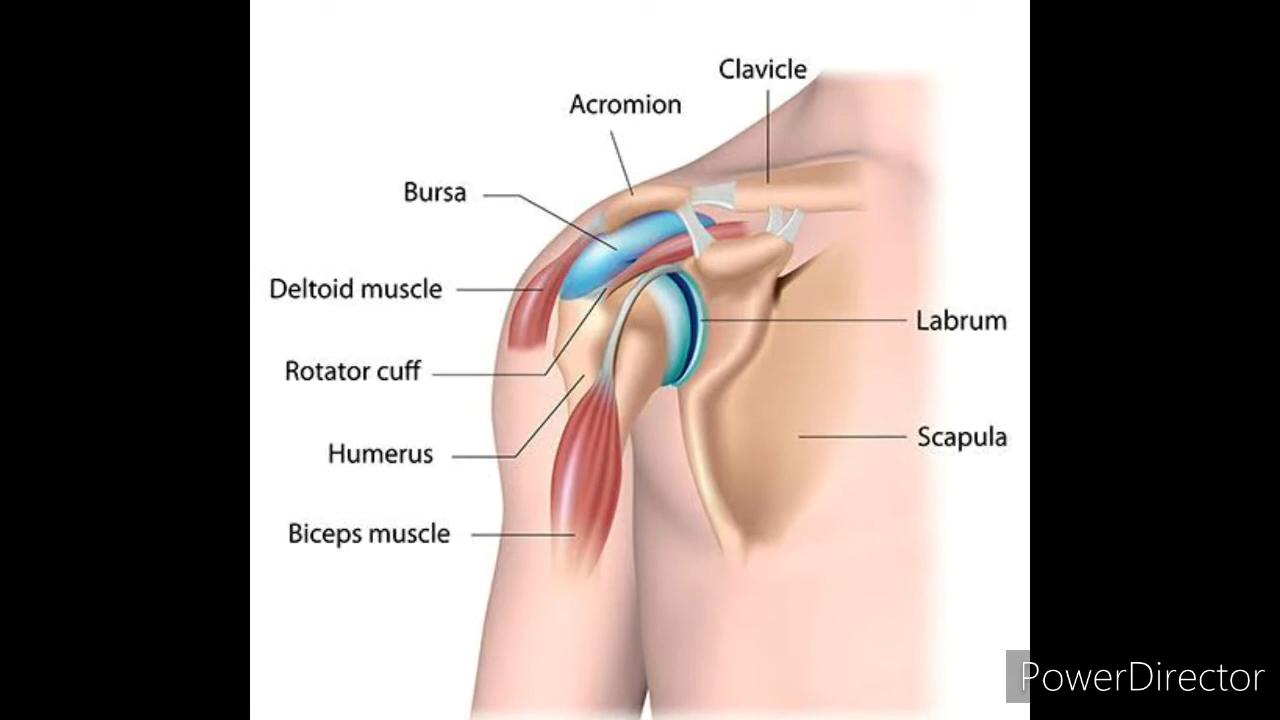 Clavicle
Acromion
Bursa
Deltoid muscle
Labrum
Rotator cuff
Scapula
Humerus
Biceps muscle
PowerDirector